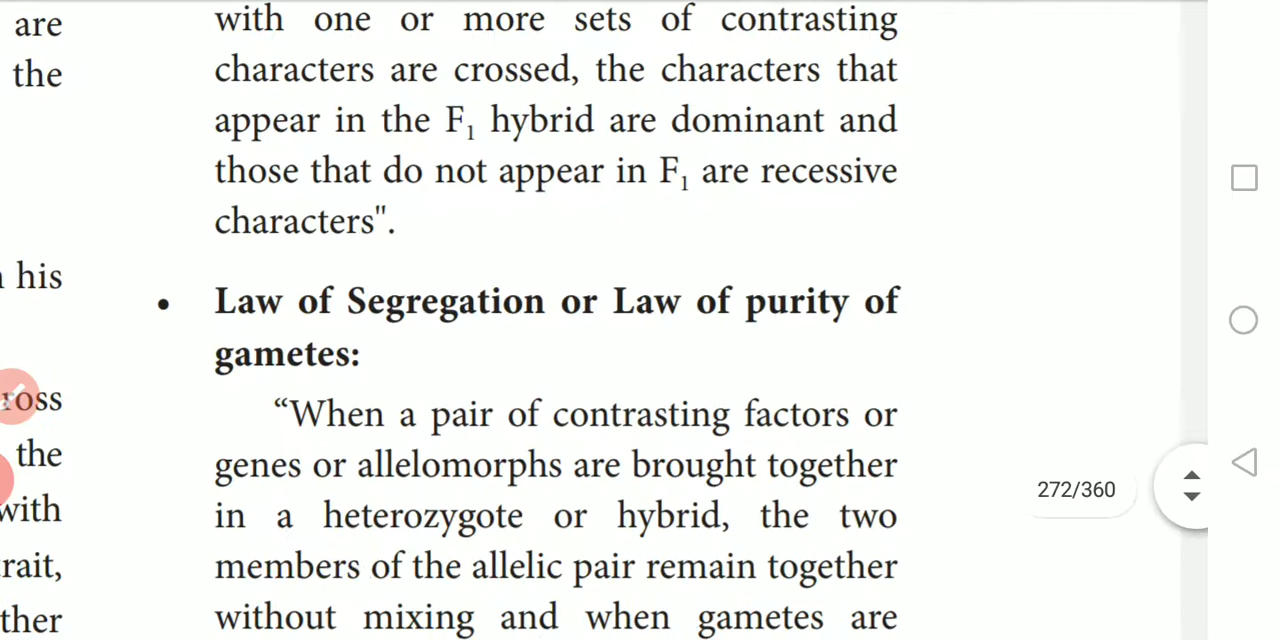 are
the
his
ross
the
with
rait,
ther
with one or more sets of contrasting
characters are crossed, the characters that
appear in the F₁ hybrid are dominant and
those that do not appear in F₁ are recessive
characters".
• Law of Segregation or Law of purity of
gametes:
“When a pair of contrasting factors or
genes or allelomorphs are brought together
in a heterozygote or hybrid, the two
members of the allelic pair remain together
without mixing and when gametes are
272/360